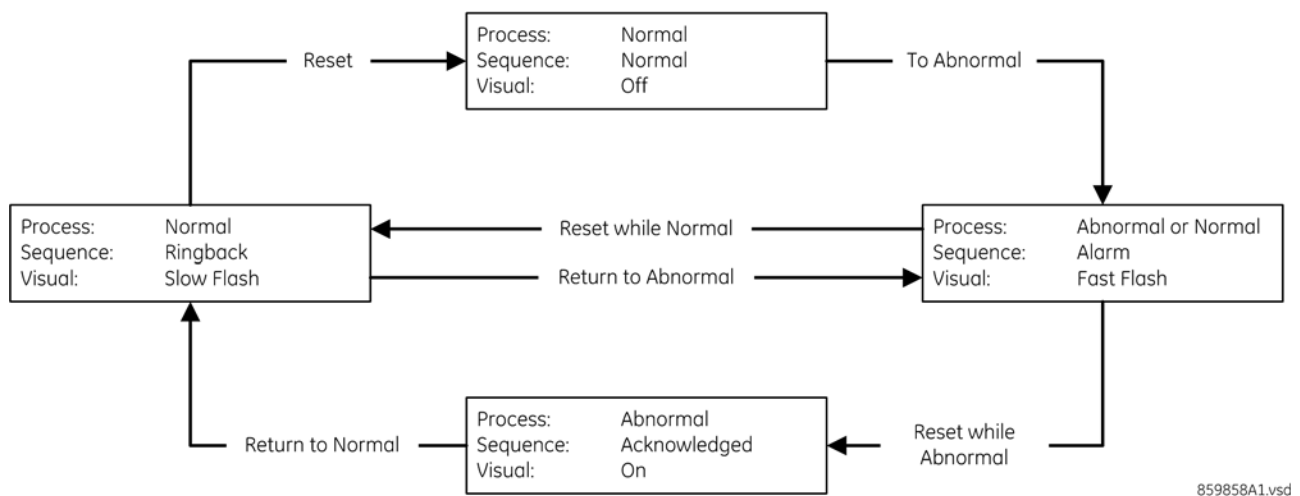 Process: Normal
Sequence: Normal
Visual: Off
Reset
To Abnormal
Process: Normal
Sequence: Ringback
Visual: Slow Flash
Reset while Normal
Return to Abnormal
Process: Abnormal or Normal
Sequence: Alarm
Visual: Fast Flash
Return to Normal
Process: Abnormal
Sequence: Acknowledged
Visual: On
Reset while
Abnormal
859858A1.vsd